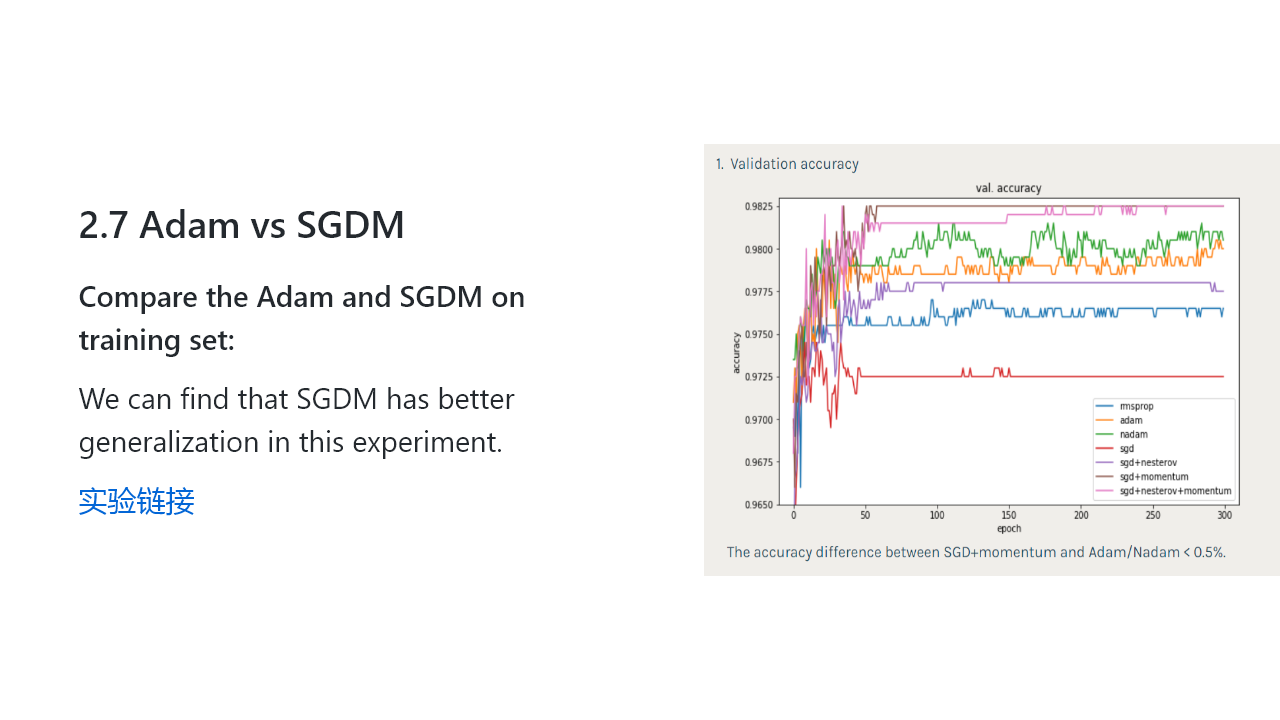 2.7 Adam vs SGDM
Compare the Adam and SGDM on
training set:
We can find that SGDM has better
generalization in this experiment.
实验链接
1. Validation accuracy
val. accuracy
0.9825
0.9800
0.9775
0.9750
0.9725
0.9700
0.9675
0.9650
accuracy
0 50 100 150 200 250 300
epoch
rmsprop
adam
nadam
sgd
sgd+nesterov
sgd+momentum
sgd+nesterov+momentum
The accuracy difference between SGD+momentum and Adam/Nadam < 0.5%.